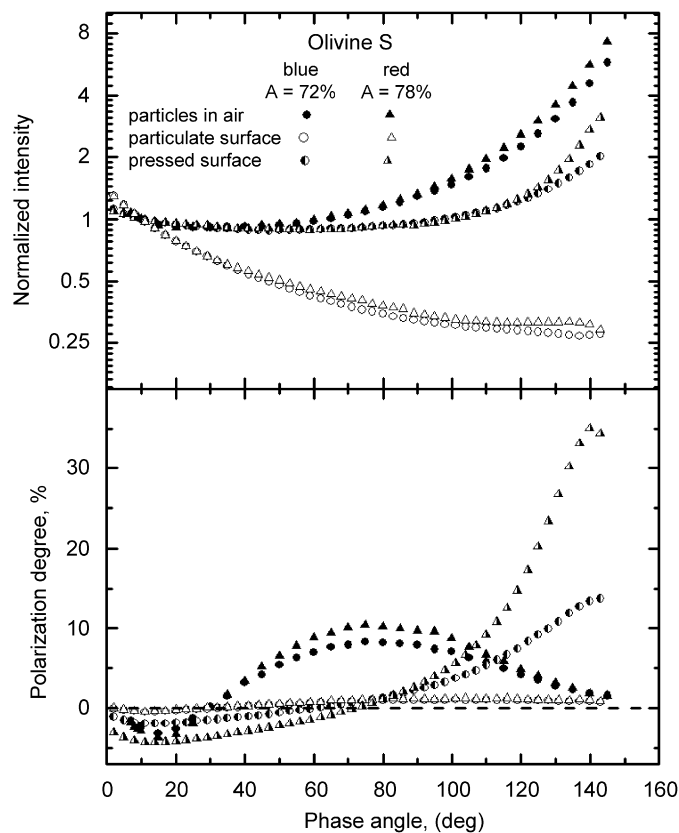 Olivine S
blue red
A = 72% A = 78%
particles in air
particulate surface
pressed surface
Normalized intensity
8
4
2
1
0.5
0.25
Polarization degree, %
30
20
10
0
0 20 40 60 80 100 120 140 160
Phase angle, (deg)